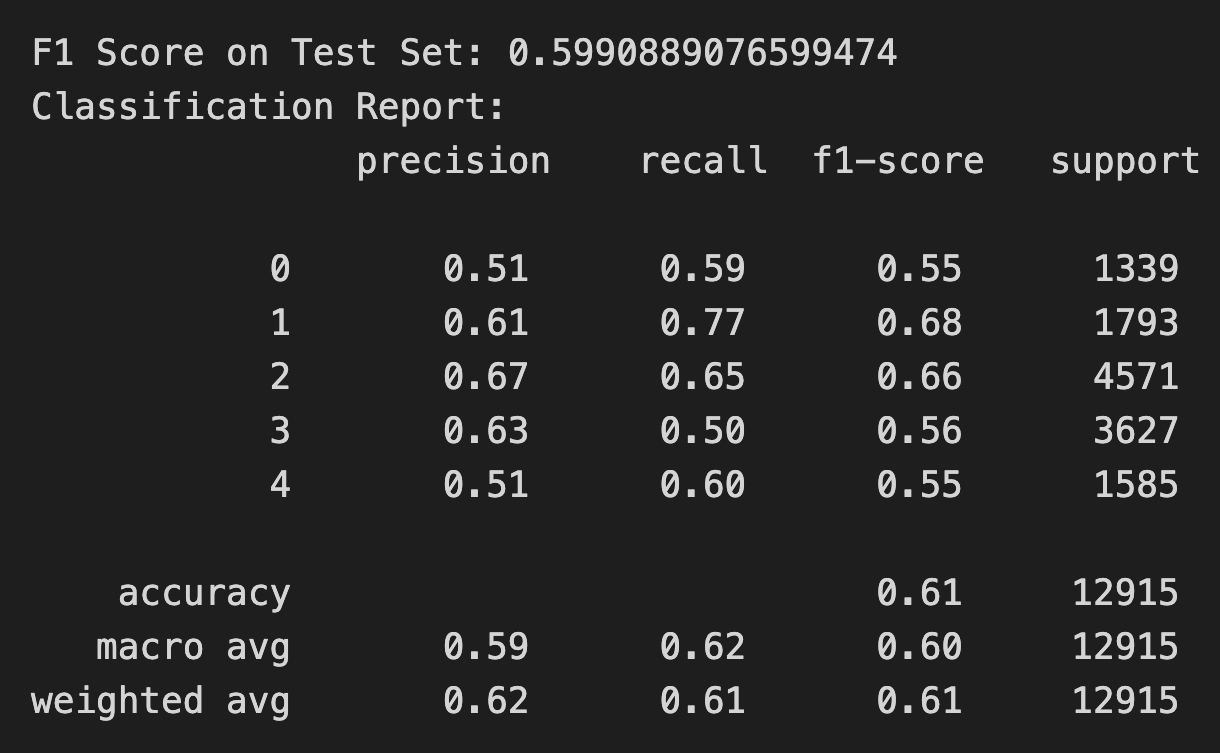 F1 Score on Test Set: 0.5990889076599474
Classification Report:
precision recall f1-score support
0 0.51 0.59 0.55 1339
1 0.61 0.77 0.68 1793
2 0.67 0.65 0.66 4571
3 0.63 0.50 0.56 3627
4 0.51 0.60 0.55 1585
accuracy 0.61 12915
macro avg 0.59 0.62 0.60 12915
weighted avg 0.62 0.61 0.61 12915